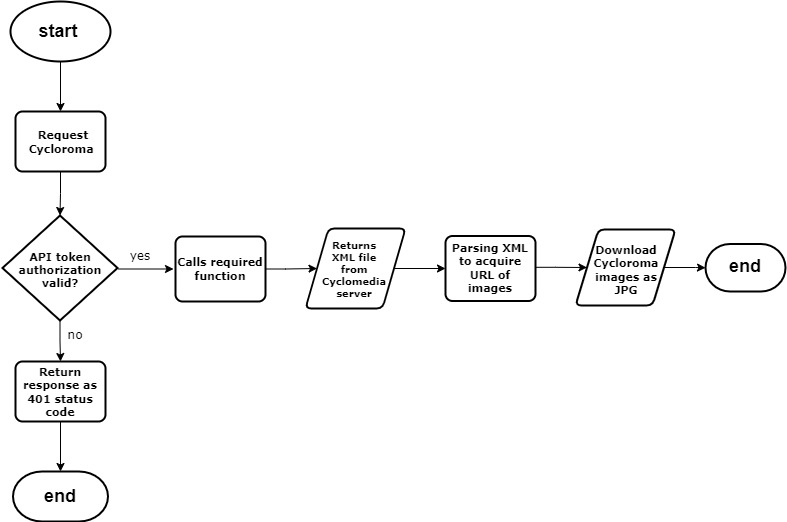 start
Request
Cycloroma
API token
authorization
valid?
yes
Calls required
function
Returns
XML file
from
Cyclomedia
server
Parsing XML
to acquire
URL of
images
Download
Cycloroma
images as
JPG
end
no
Return
response as
401 status
code
end